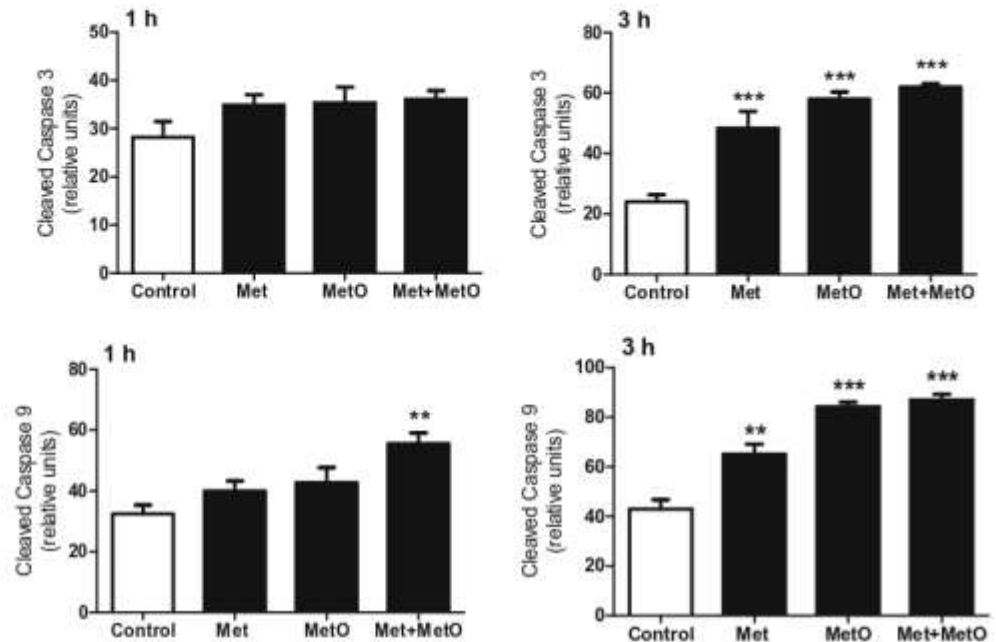 1 h
Cleaved Caspase 3
(relative units)
50
40
30
20
10
0
Control Met MetO Met+MetO
3 h
Cleaved Caspase 3
(relative units)
80
60
40
20
0
***
***
***
Control Met MetO Met+MetO
1 h
Cleaved Caspase 9
(relative units)
80
60
40
20
0
**
Control Met MetO Met+MetO
3 h
Cleaved Caspase 9
(relative units)
100
80
60
40
20
0
**
***
***
Control Met MetO Met+MetO